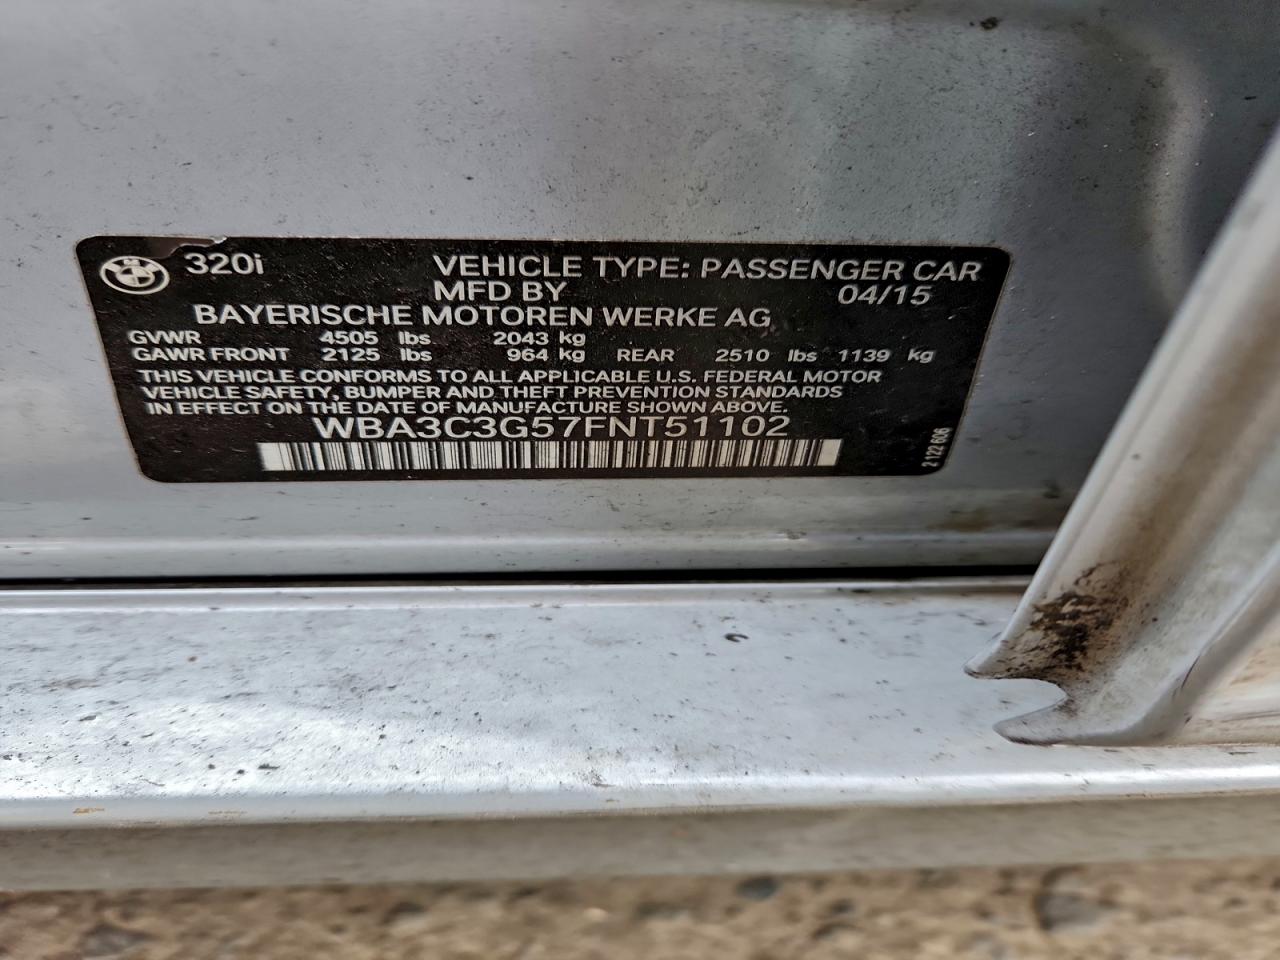 320i VEHICLE TYPE: PASSENGER CAR
MFD BY 04/15
BAYERISCHE MOTOREN WERKE AG
GVWR 4505 lbs 2043 kg
GAWR FRONT 2125 lbs 964 kg REAR 2510 lbs 1139 kg
THIS VEHICLE CONFORMS TO ALL APPLICABLE U.S. FEDERAL MOTOR
VEHICLE SAFETY, BUMPER AND THEFT PREVENTION STANDARDS
IN EFFECT ON THE DATE OF MANUFACTURE SHOWN ABOVE.
WBA3C3G57FNT51102
2 122 606